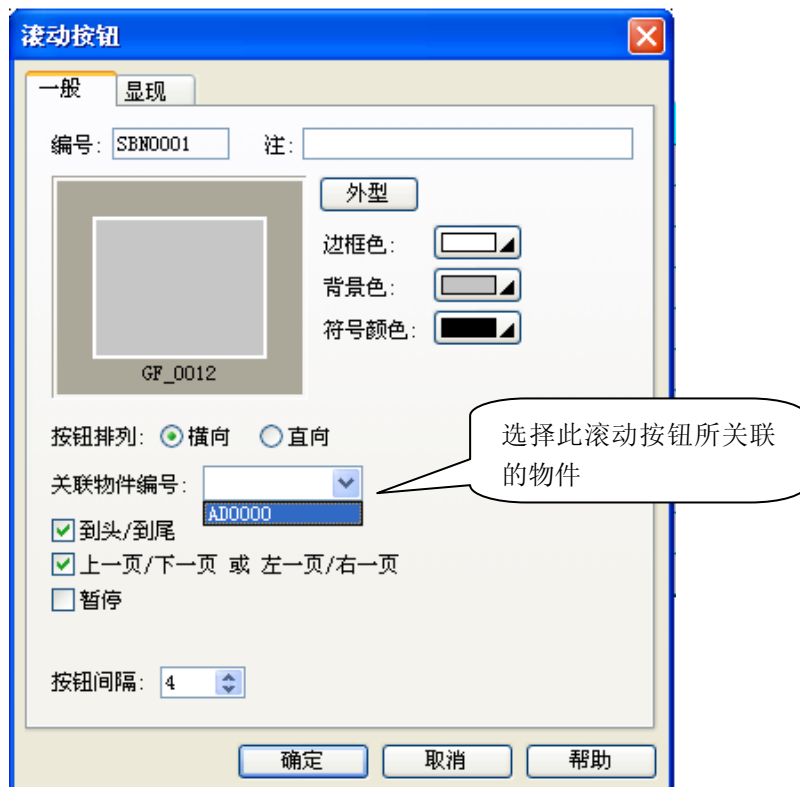 滚动按钮
一般 显现
编号: SBN0001 注:
外型
边框色:
背景色:
符号颜色:
GF_0012
按钮排列: 横向 直向
选择此滚动按钮所关联
的物件
关联物件编号:
AD0000
到头/到尾
上一页/下一页 或 左一页/右一页
暂停
按钮间隔: 4
确定 取消 帮助